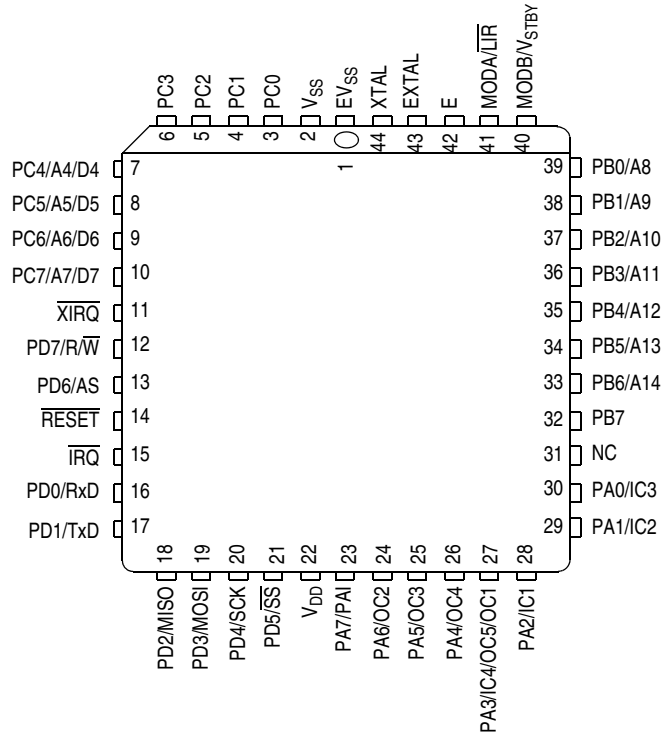 PC3
PC2
PC1
PC0
VSS
EVSS
XTAL
EXTAL
E
MODA/LIR
MODB/VSTBY
6
5
4
3
2
1
44
43
42
41
40
PC4/A4/D4 7
PC5/A5/D5 8
PC6/A6/D6 9
PC7/A7/D7 10
XIRQ 11
PD7/R/W 12
PD6/AS 13
RESET 14
IRQ 15
PD0/RxD 16
PD1/TxD 17
39 PB0/A8
38 PB1/A9
37 PB2/A10
36 PB3/A11
35 PB4/A12
34 PB5/A13
33 PB6/A14
32 PB7
31 NC
30 PA0/IC3
29 PA1/IC2
18
19
20
21
22
23
24
25
26
27
28
PD2/MISO
PD3/MOSI
PD4/SCK
PD5/SS
VDD
PA7/PAI
PA6/OC2
PA5/OC3
PA4/OC4
PA3/IC4/OC5/OC1
PA2/IC1